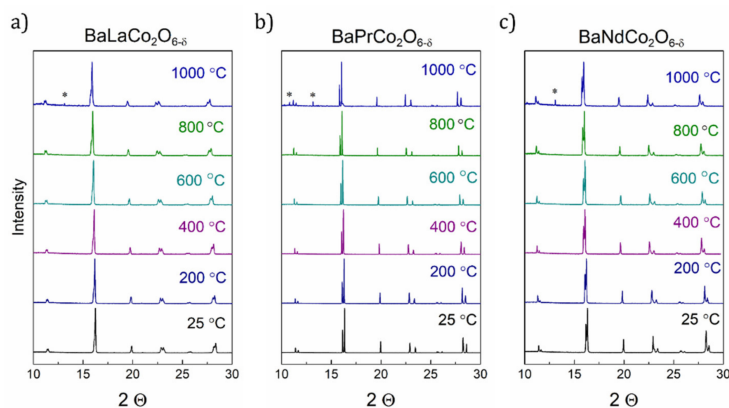 a)
BaLaCo₂O₆₋δ
1000 °C
*
800 °C
600 °C
400 °C
200 °C
25 °C
Intensity
10 15 20 25 30
2 Θ
b)
BaPrCo₂O₆₋δ
1000 °C
* *
800 °C
600 °C
400 °C
200 °C
25 °C
10 15 20 25 30
2 Θ
c)
BaNdCo₂O₆₋δ
1000 °C
*
800 °C
600 °C
400 °C
200 °C
25 °C
10 15 20 25 30
2 Θ